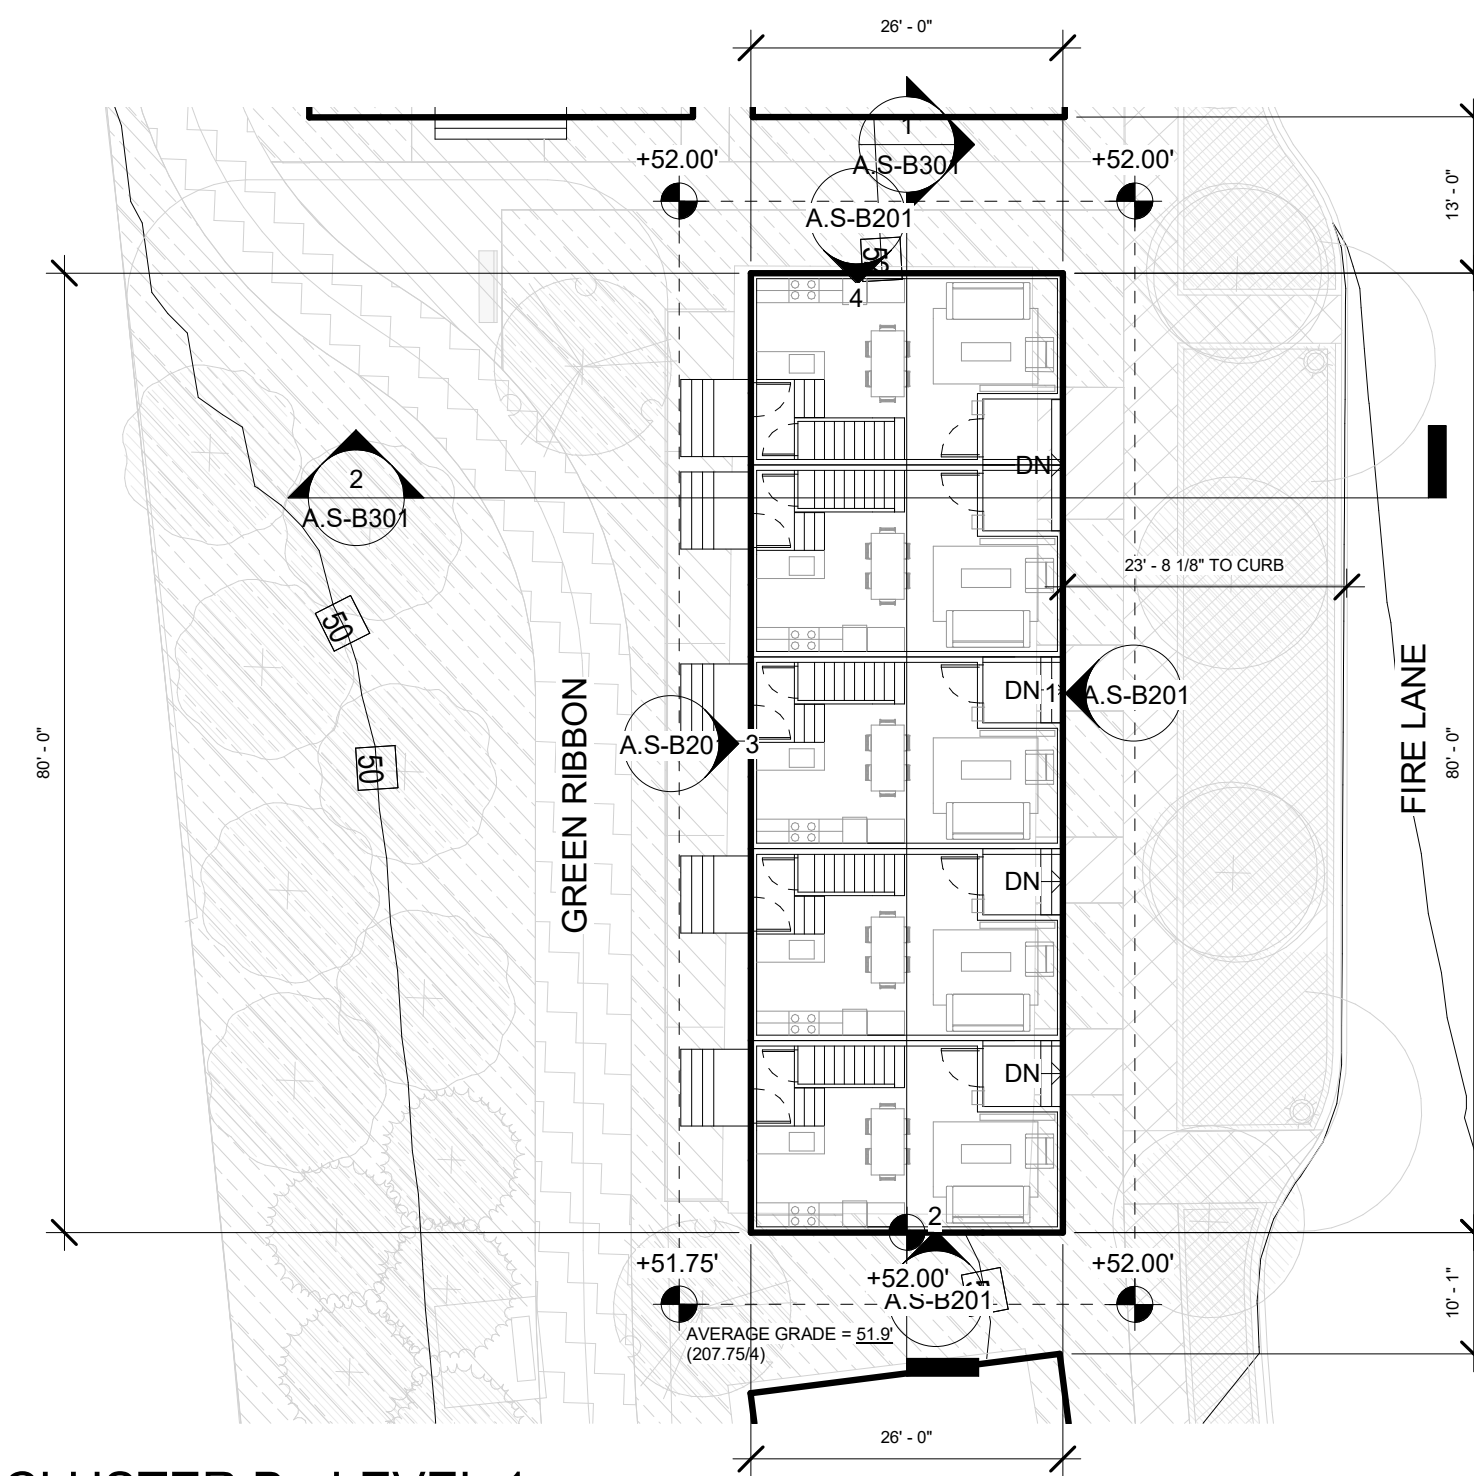 26' - 0"
1
A.S-B301
+52.00'
+52.00'
A.S-B201
4
13' - 0"
DN
2
A.S-B301
23' - 8 1/8" TO CURB
50
DN
1
A.S-B201
A.S-B201
3
50
GREEN RIBBON
FIRE LANE
80' - 0"
80' - 0"
DN
DN
2
+51.75'
+52.00'
+52.00'
A.S-B201
10' - 1"
AVERAGE GRADE = 51.9'
(207.75/4)
26' - 0"